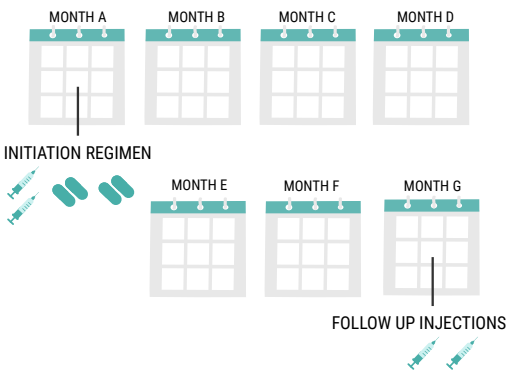 MONTH A
MONTH B
MONTH C
MONTH D
INITIATION REGIMEN
MONTH E
MONTH F
MONTH G
FOLLOW UP INJECTIONS